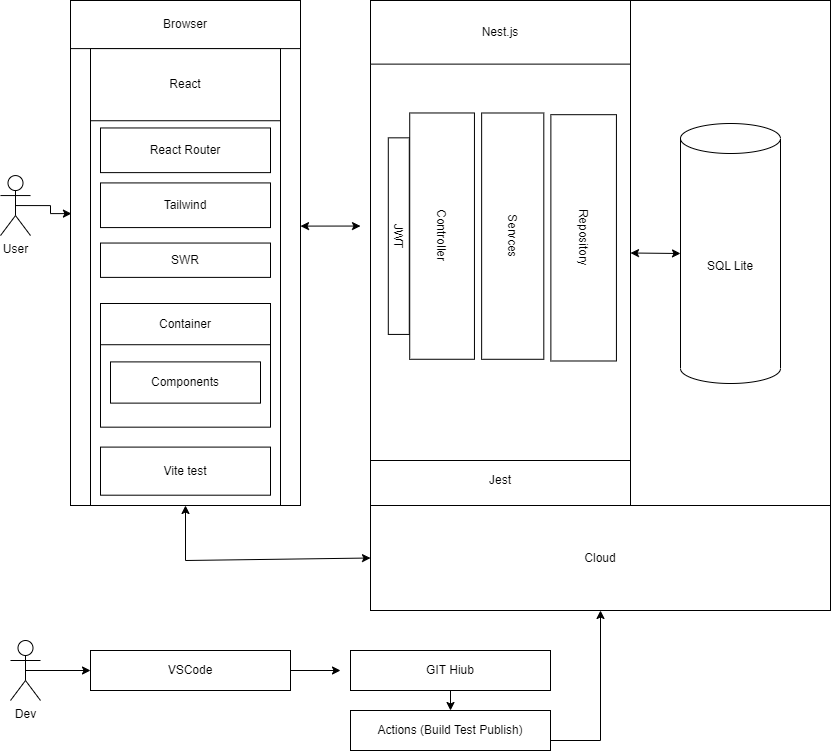 Browser
React
React Router
Tailwind
SWR
Container
Components
Vite test
User
Nest.js
JWT
Controller
Senrces
Repository
Jest
SQL Lite
Cloud
Dev
VSCode
GIT Hiub
Actions (Build Test Publish)